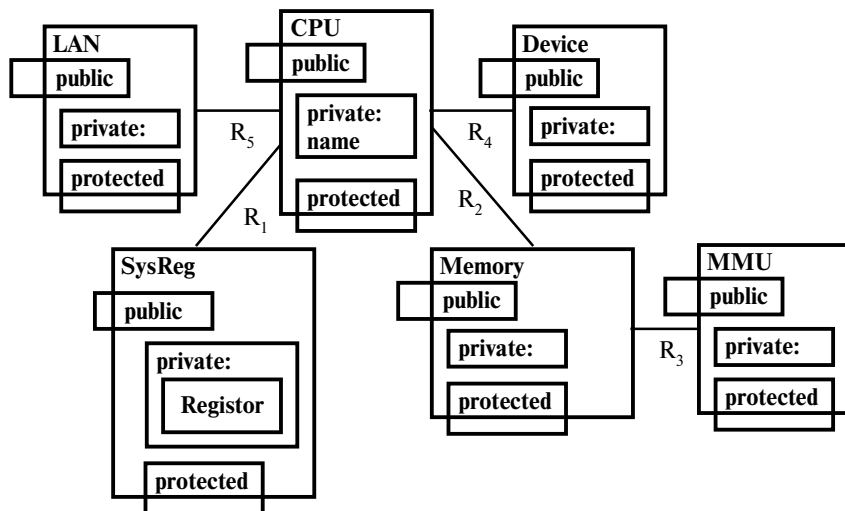 LAN
public
private:
protected
R5
CPU
public
private:
name
protected
Device
public
private:
protected
R4
R1
R2
SysReg
public
private:
Registor
protected
Memory
public
private:
protected
R3
MMU
public
private:
protected